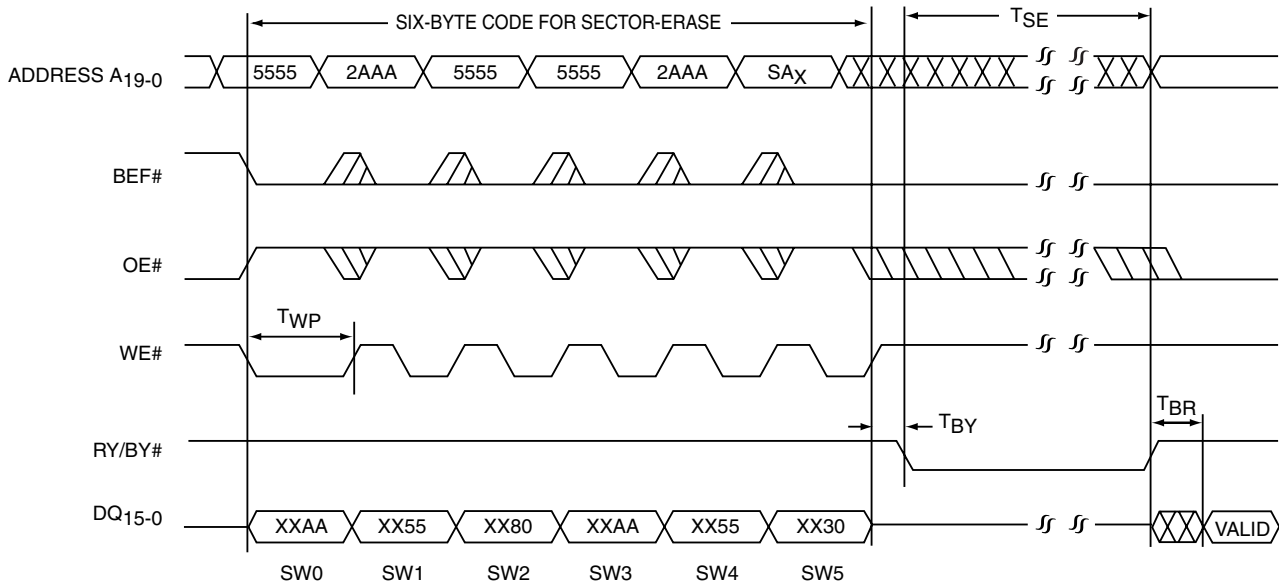 SIX-BYTE CODE FOR SECTOR-ERASE
TSE
ADDRESS A19-0
5555 2AAA 5555 5555 2AAA SAX
BEF#
OE#
TWP
WE#
TBR
TBY
RY/BY#
DQ15-0
XXAA XX55 XX80 XXAA XX55 XX30 VALID
SW0 SW1 SW2 SW3 SW4 SW5